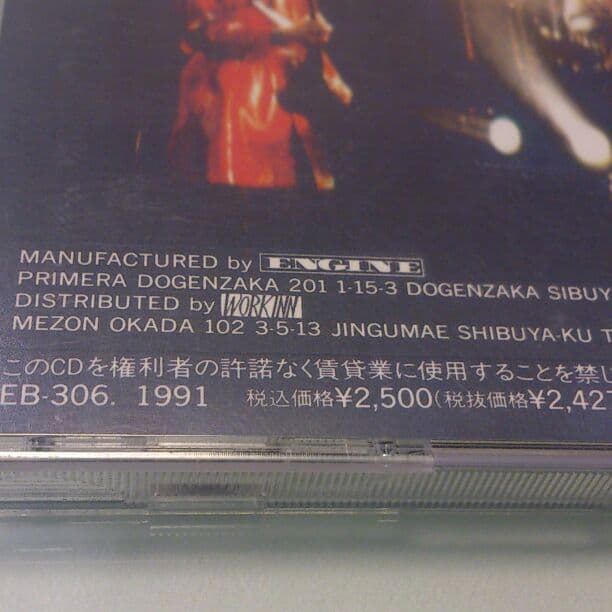 MANUFACTURED by ENGINE
PRIMERA DOGENZAKA 201 1-15-3 DOGENZAKA SIBUY
DISTRIBUTED by WORKINN
MEZON OKADA 102 3-5-13 JINGUMAE SHIBUYA-KU T
このCDを権利者の許諾なく賃貸業に使用することを禁じ
EB-306. 1991 税込価格¥2,500(税抜価格¥2,427